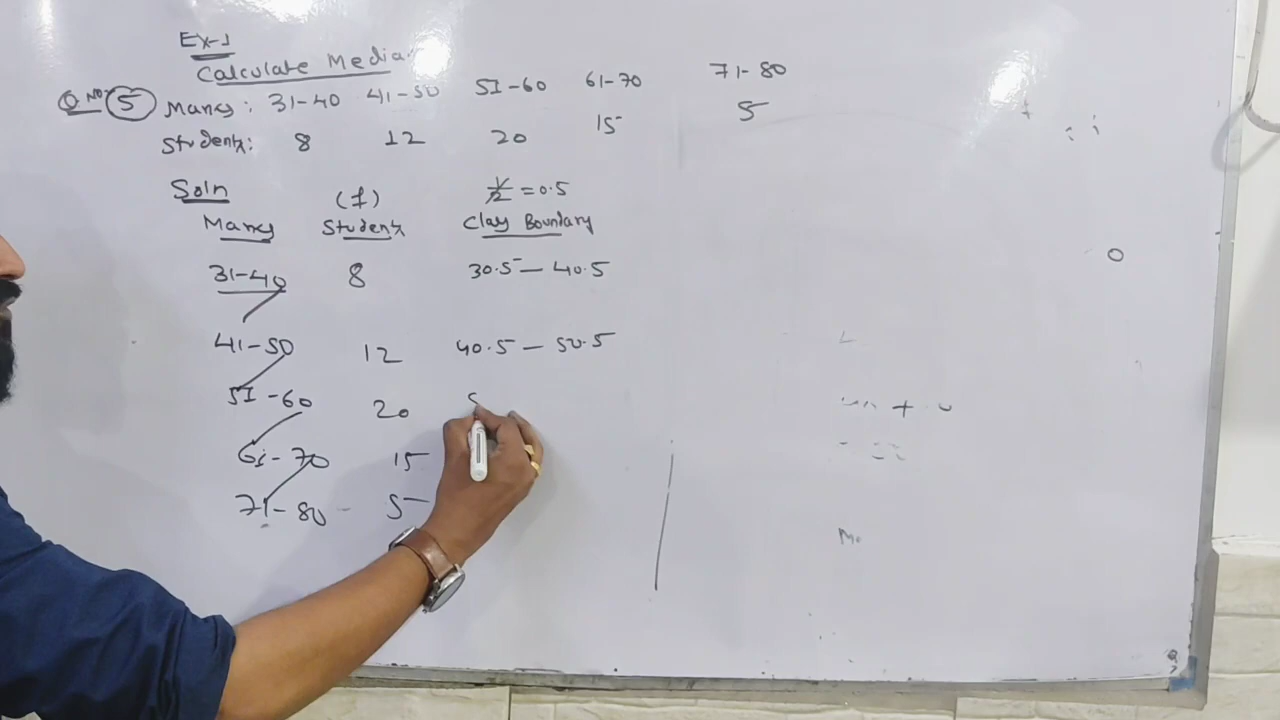 Ex-1
Calculate Media
Q.No. 5 Marks: 31-40 41-50 51-60 61-70 71-80
Students: 8 12 20 15 5
Soln (f) 1/2 = 0.5
Marks Students Class Boundary
31-40 8 30.5 - 40.5
41-50 12 40.5 - 50.5
51-60 20 5
61-70 15
71-80 5